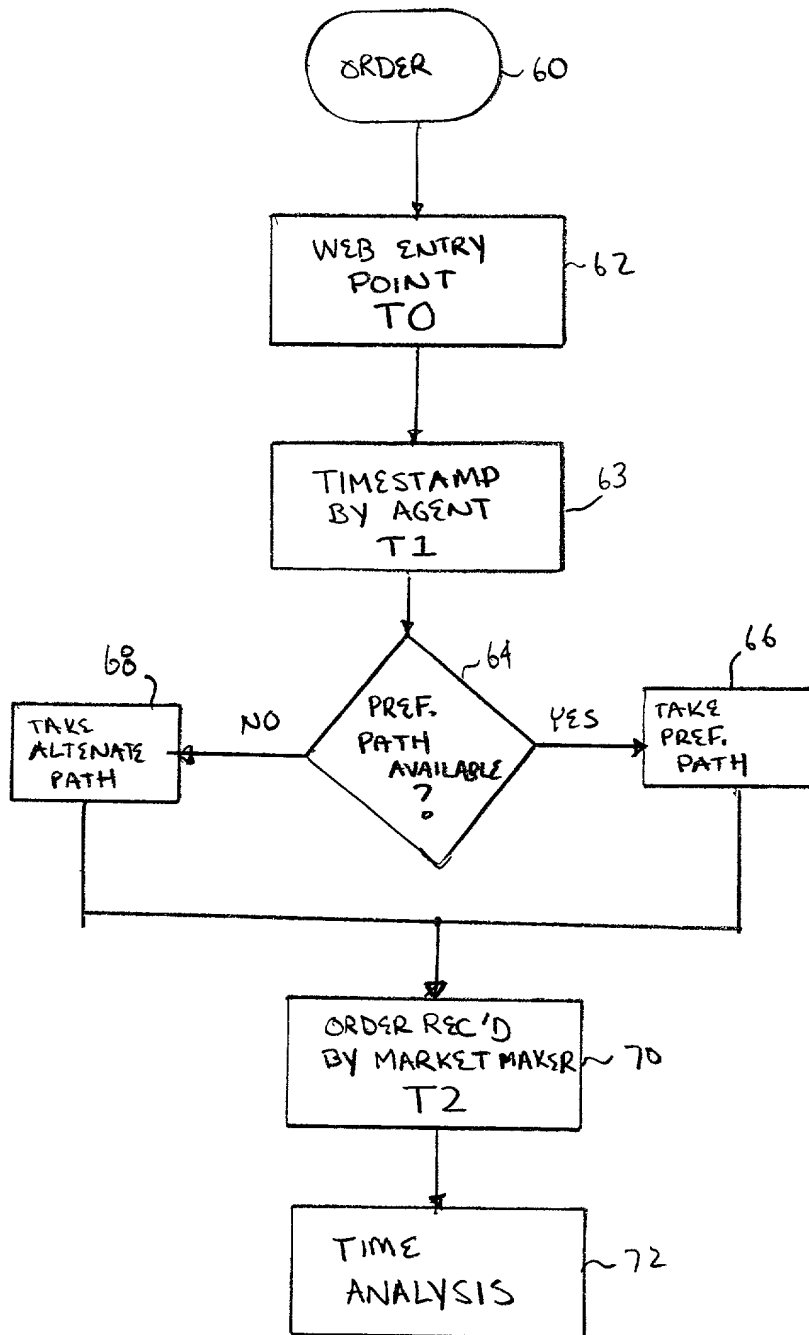 ORDER
60
WEB ENTRY
POINT
T0
62
TIMESTAMP
BY AGENT
T1
63
64
PREF.
PATH
AVAILABLE
?
NO
YES
68
TAKE
ALTENATE
PATH
66
TAKE
PREF.
PATH
ORDER REC'D
BY MARKET MAKER
T2
70
TIME
ANALYSIS
72